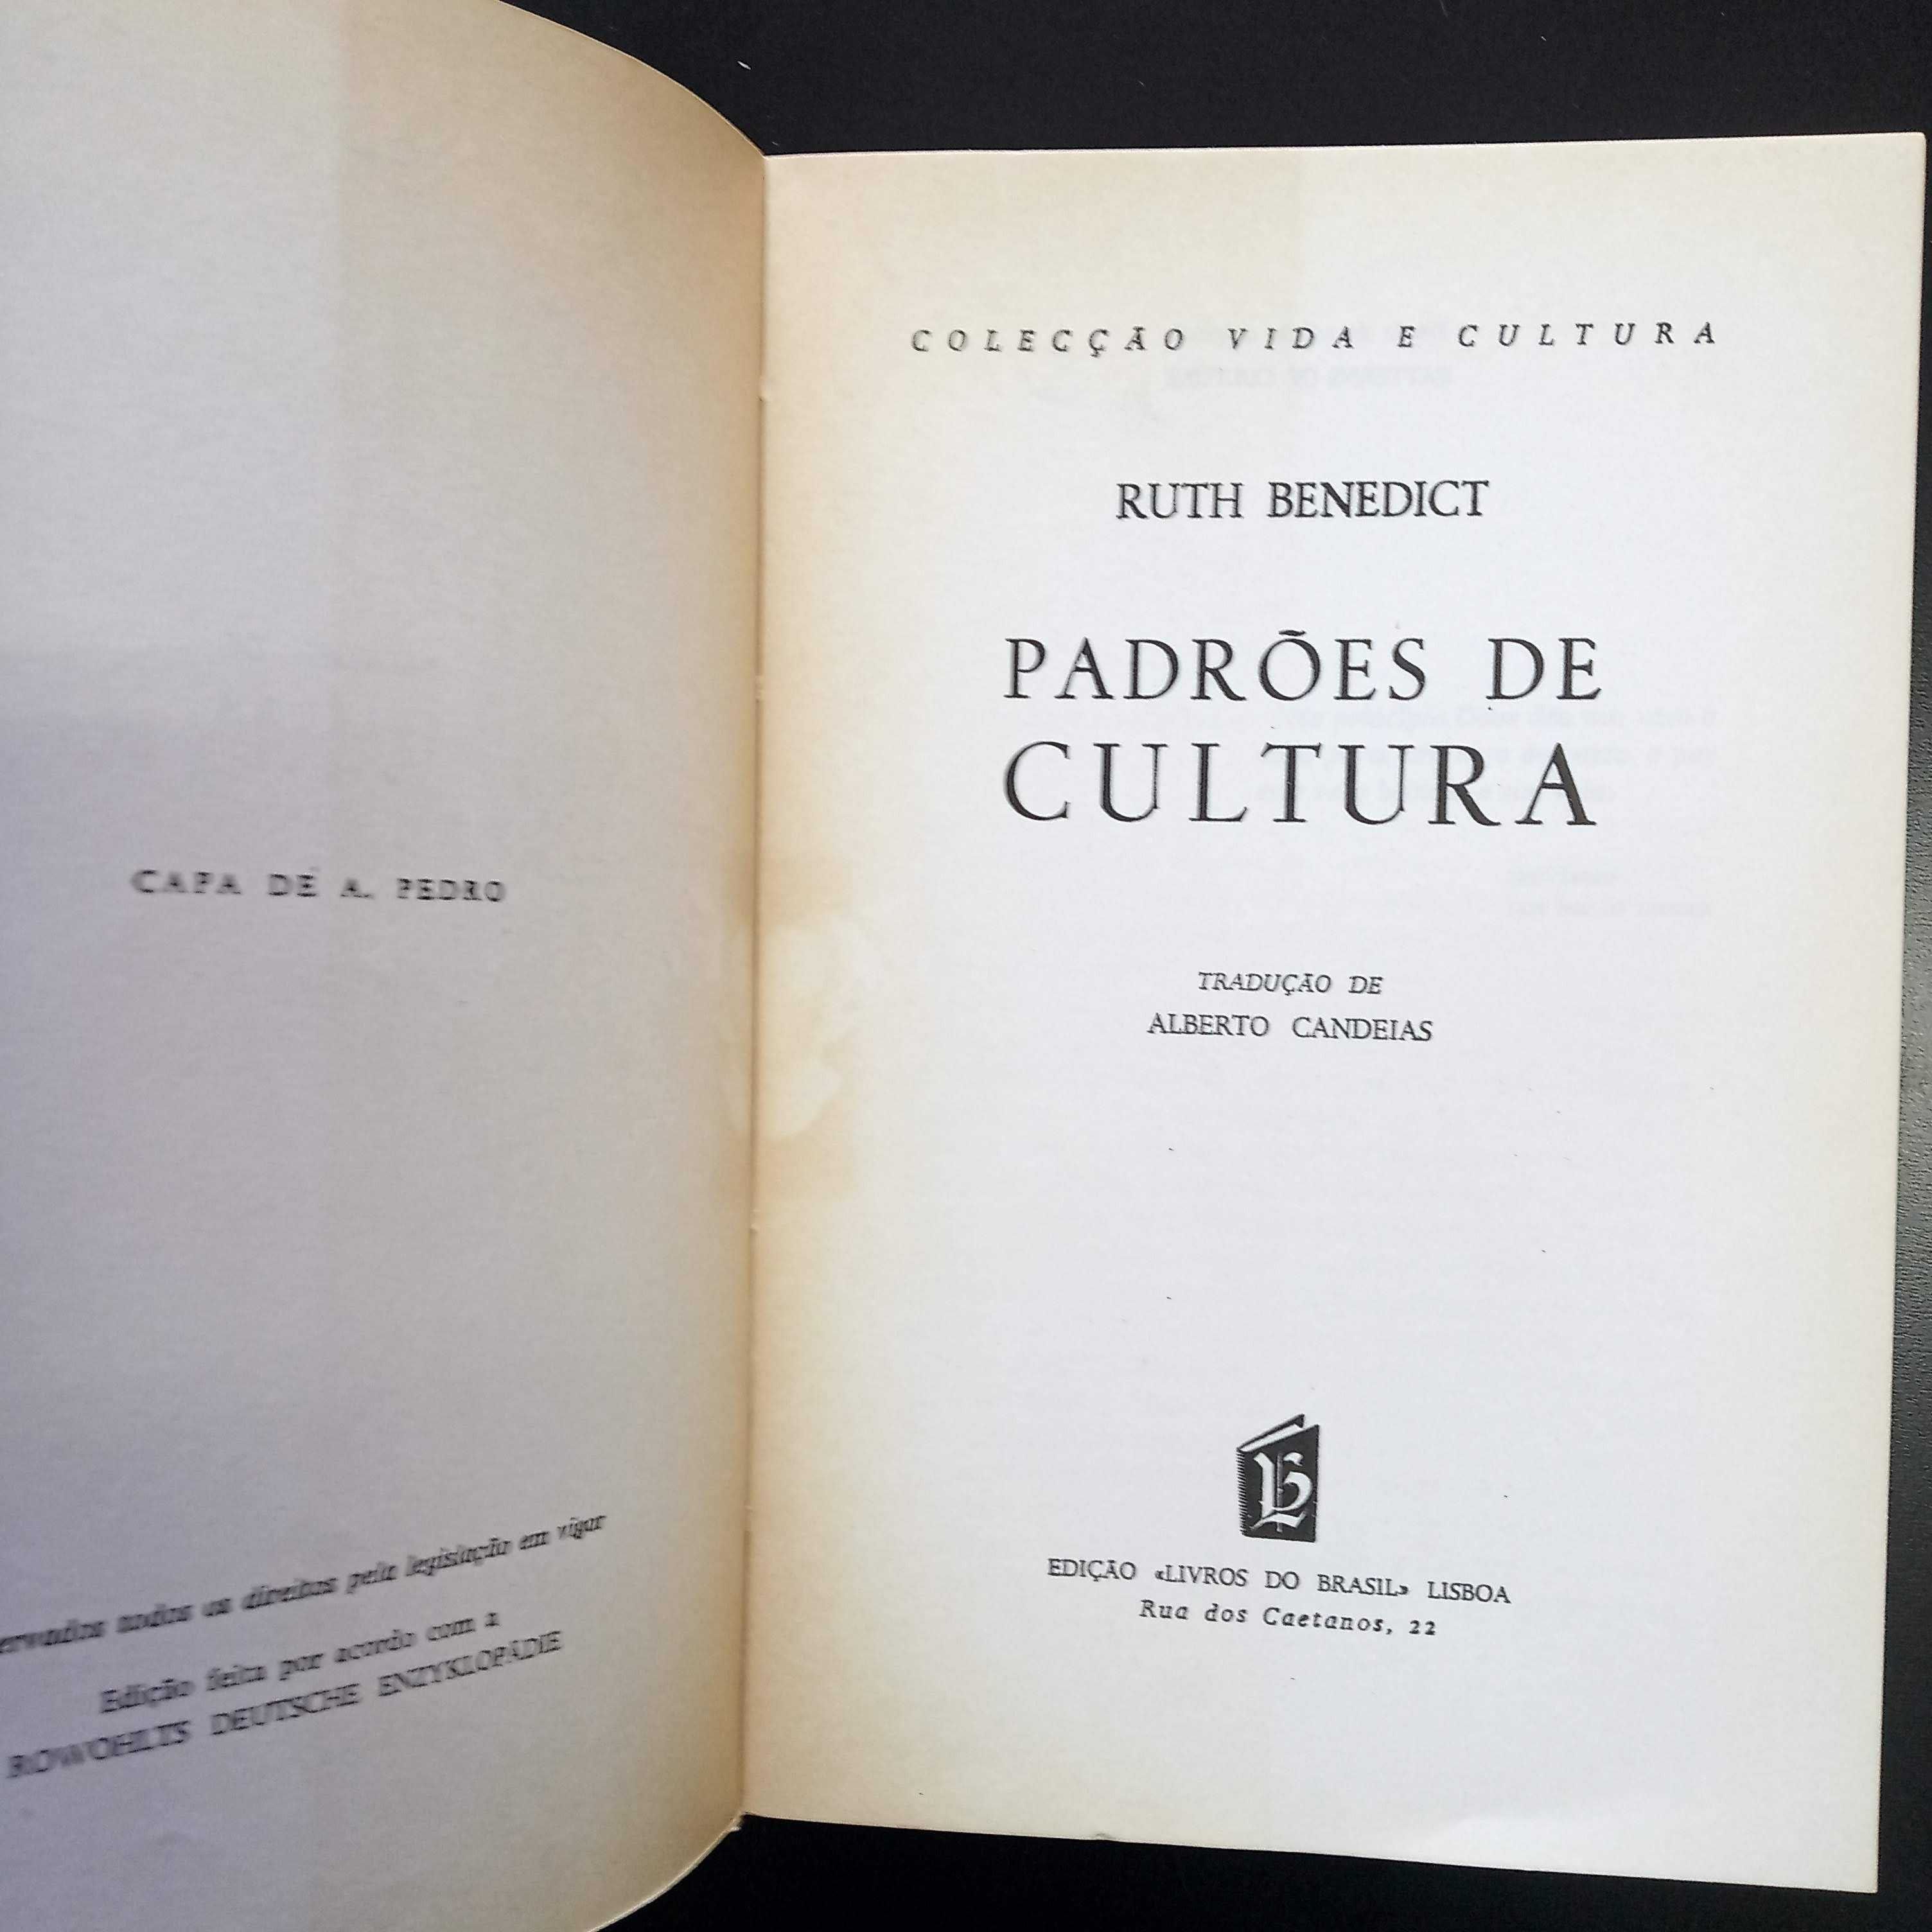 CAPA DE A. PEDRO
todos os direitos pela legislação em vigor
Edição feita por acordo com a
ROWOHLTS DEUTSCHE ENZYKLOPÄDIE
COLECÇÃO VIDA E CULTURA
RUTH BENEDICT
PADRÕES DE
CULTURA
TRADUÇÃO DE
ALBERTO CANDEIAS
LB
EDIÇÃO «LIVROS DO BRASIL» LISBOA
Rua dos Caetanos, 22